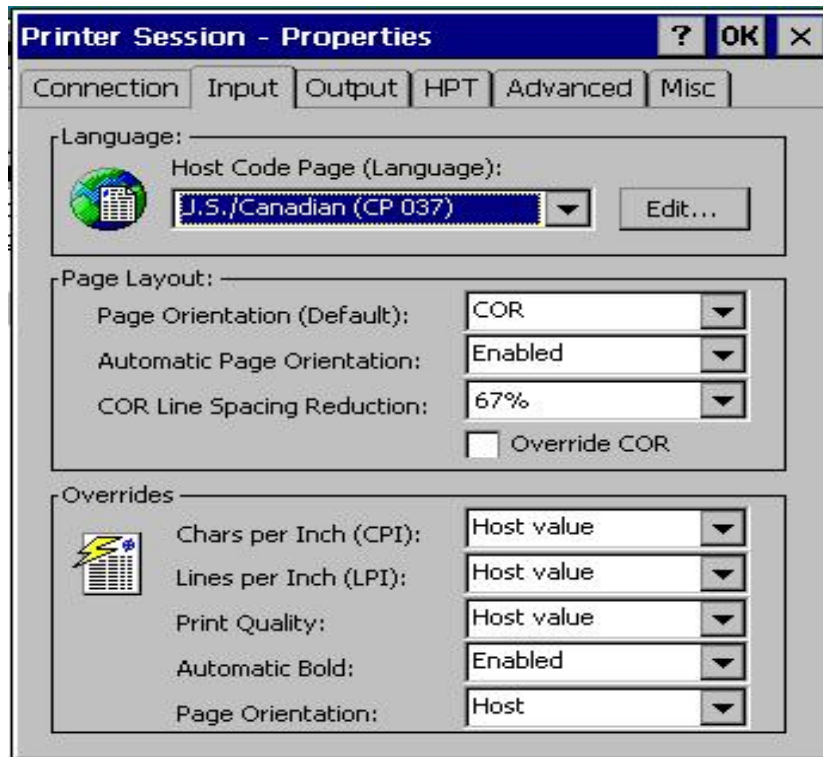 Printer Session - Properties ? OK ×
Connection Input Output HPT Advanced Misc
Language:
Host Code Page (Language):
J.S./Canadian (CP 037) Edit...
Page Layout:
Page Orientation (Default): COR
Automatic Page Orientation: Enabled
COR Line Spacing Reduction: 67%
Override COR
Overrides
Chars per Inch (CPI): Host value
Lines per Inch (LPI): Host value
Print Quality: Host value
Automatic Bold: Enabled
Page Orientation: Host